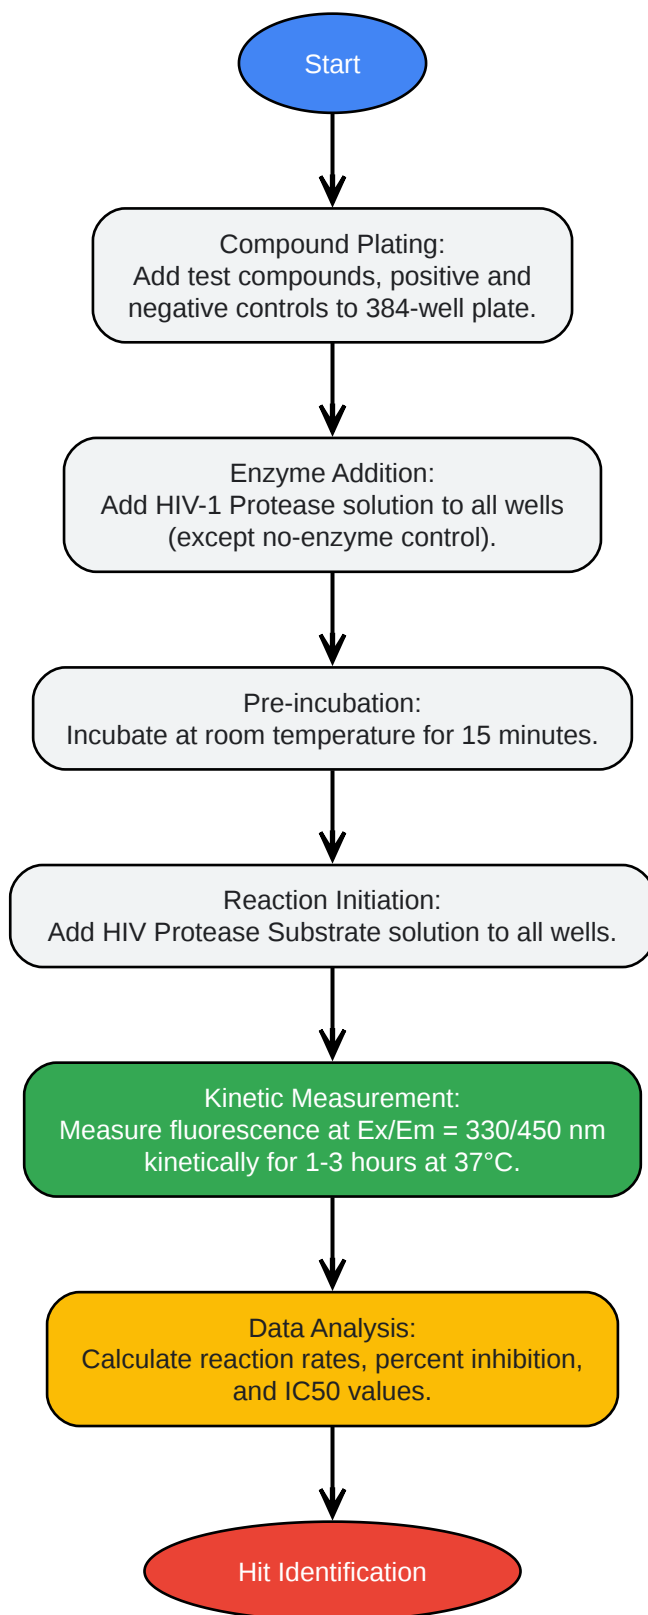 Start
Compound Plating:
Add test compounds, positive and
negative controls to 384-well plate.
Enzyme Addition:
Add HIV-1 Protease solution to all wells
(except no-enzyme control).
Pre-incubation:
Incubate at room temperature for 15 minutes.
Reaction Initiation:
Add HIV Protease Substrate solution to all wells.
Kinetic Measurement:
Measure fluorescence at Ex/Em = 330/450 nm
kinetically for 1-3 hours at 37°C.
Data Analysis:
Calculate reaction rates, percent inhibition,
and IC50 values.
Hit Identification